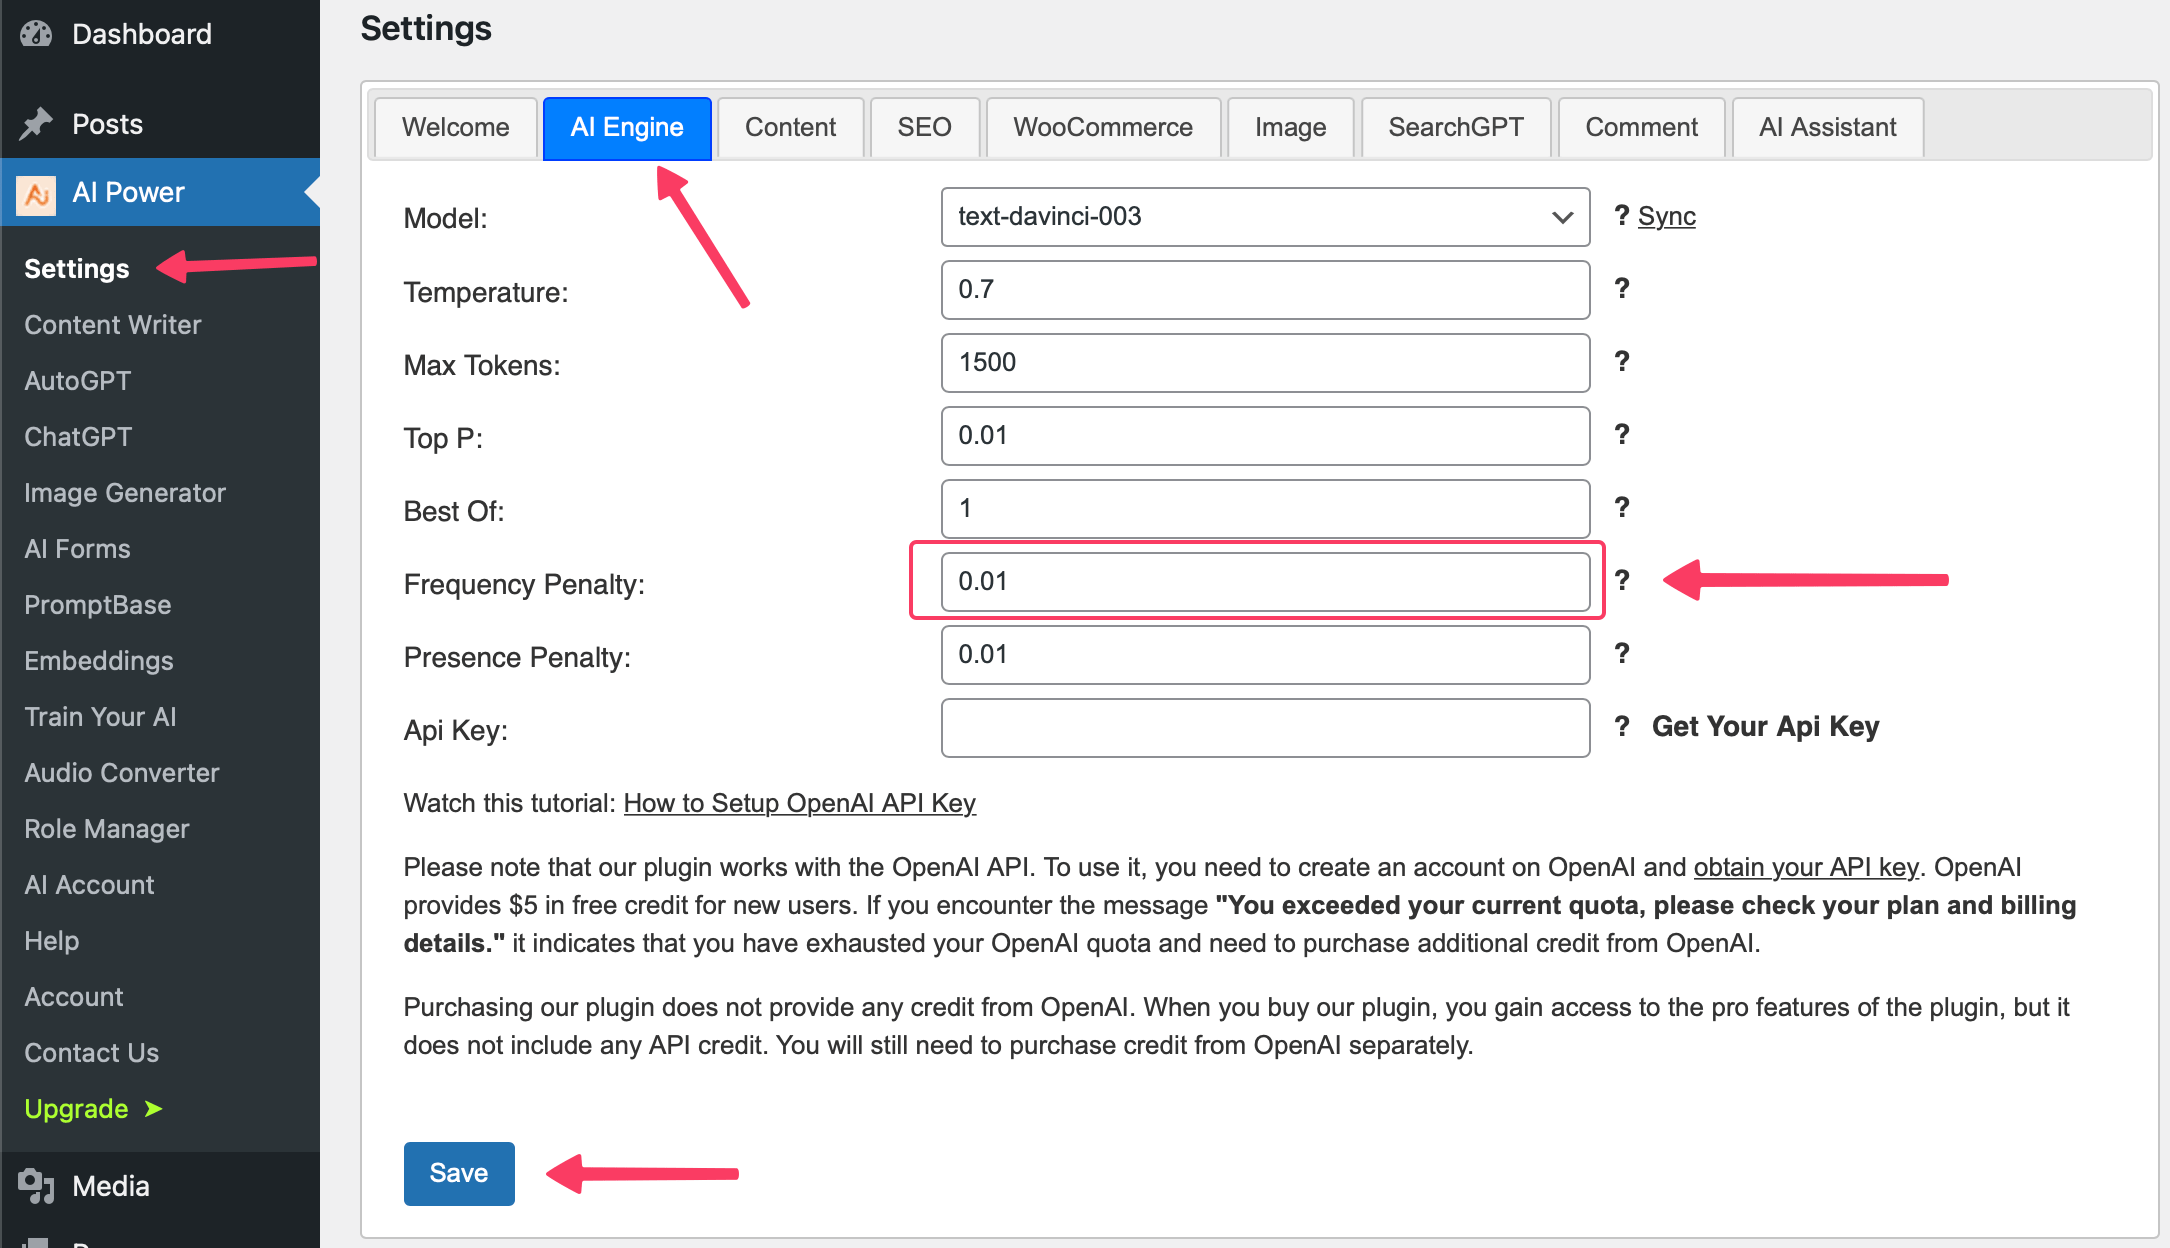 Dashboard
Posts
AI Power
Settings
Content Writer
AutoGPT
ChatGPT
Image Generator
AI Forms
PromptBase
Embeddings
Train Your AI
Audio Converter
Role Manager
AI Account
Help
Account
Contact Us
Upgrade ➤
Media
Settings
Welcome
AI Engine
Content
SEO
WooCommerce
Image
SearchGPT
Comment
AI Assistant
Model: text-davinci-003 ? Sync
Temperature: 0.7 ?
Max Tokens: 1500 ?
Top P: 0.01 ?
Best Of: 1 ?
Frequency Penalty: 0.01 ?
Presence Penalty: 0.01 ?
Api Key: ? Get Your Api Key
Watch this tutorial: How to Setup OpenAI API Key
Please note that our plugin works with the OpenAI API. To use it, you need to create an account on OpenAI and obtain your API key. OpenAI
provides $5 in free credit for new users. If you encounter the message "You exceeded your current quota, please check your plan and billing
details." it indicates that you have exhausted your OpenAI quota and need to purchase additional credit from OpenAI.
Purchasing our plugin does not provide any credit from OpenAI. When you buy our plugin, you gain access to the pro features of the plugin, but it
does not include any API credit. You will still need to purchase credit from OpenAI separately.
Save